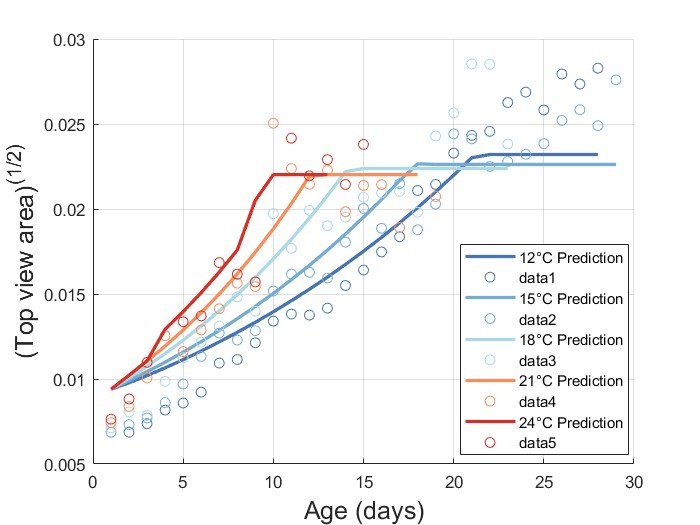 0.03
0.025
0.02
0.015
0.01
0.005
(Top view area)^(1/2)
0 5 10 15 20 25 30
Age (days)
12°C Prediction
data1
15°C Prediction
data2
18°C Prediction
data3
21°C Prediction
data4
24°C Prediction
data5